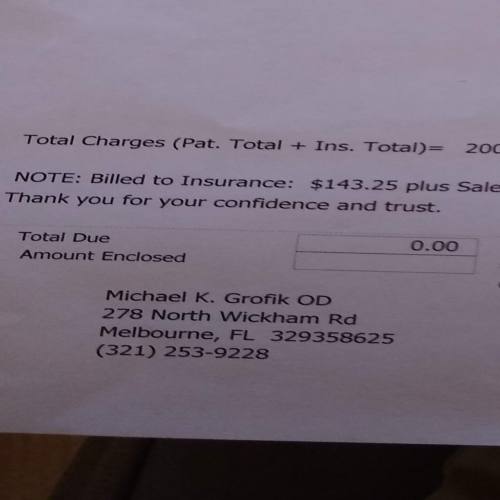 Total Charges (Pat. Total + Ins. Total)= 200
NOTE: Billed to Insurance: $143.25 plus Sale
Thank you for your confidence and trust.
Total Due 0.00
Amount Enclosed
Michael K. Grofik OD
278 North Wickham Rd
Melbourne, FL 329358625
(321) 253-9228